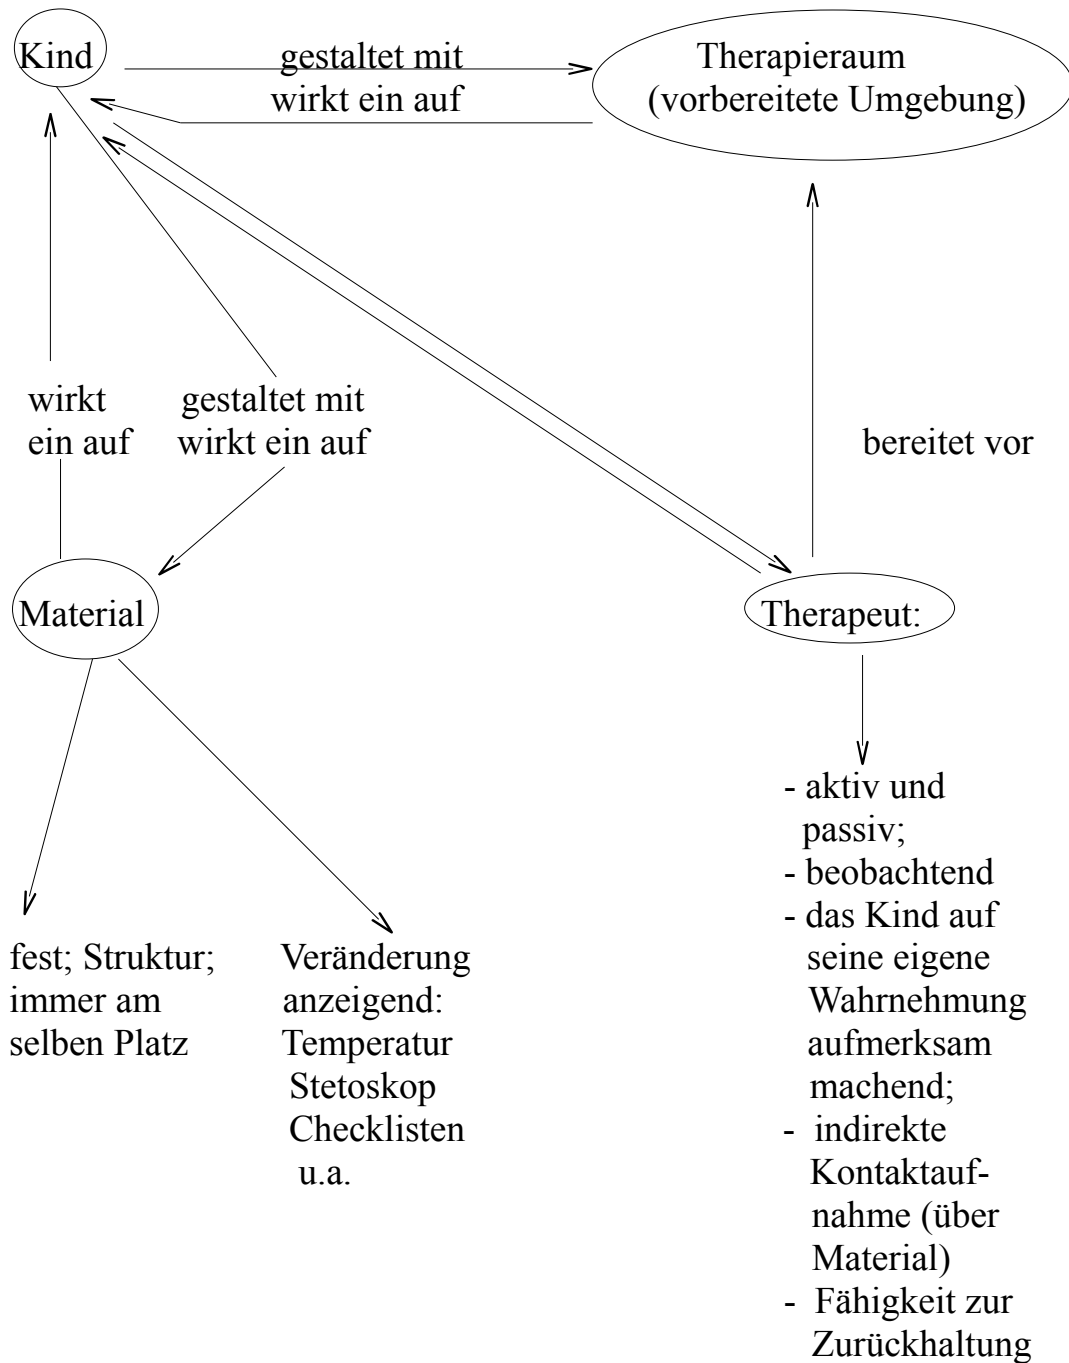 Kind
gestaltet mit
wirkt ein auf
Therapieraum
(vorbereitete Umgebung)
wirkt
ein auf
gestaltet mit
wirkt ein auf
bereitet vor
Material
Therapeut:
fest; Struktur;
immer am
selben Platz
Veränderung
anzeigend:
Temperatur
Stetoskop
Checklisten
u.a.
- aktiv und
passiv;
- beobachtend
- das Kind auf
seine eigene
Wahrnehmung
aufmerksam
machend;
- indirekte
Kontaktauf-
nahme (über
Material)
- Fähigkeit zur
Zurückhaltung